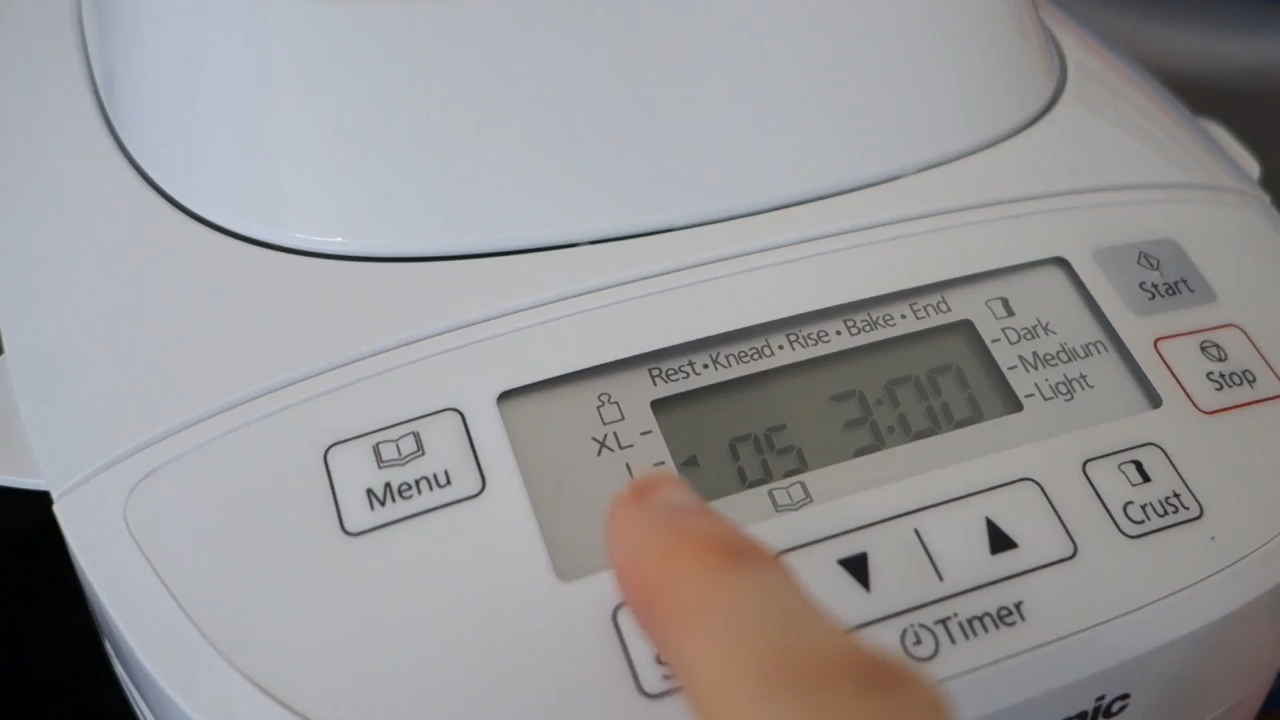 Rest•Knead•Rise•Bake•End
XL –
L –
05 3:00
–Dark
–Medium
–Light
Start
Stop
Menu
Crust
Timer